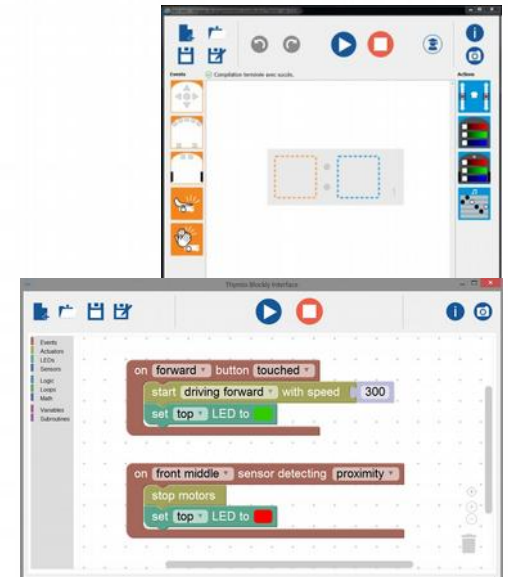 Events
Compilation terminée avec succès.
Actions
1
Thymio Blockly Interface
Events
Actuators
LEDs
Sensors
Logic
Loops
Math
Variables
Subroutines
on forward button touched
start driving forward with speed 300
set top LED to
on front middle sensor detecting proximity
stop motors
set top LED to